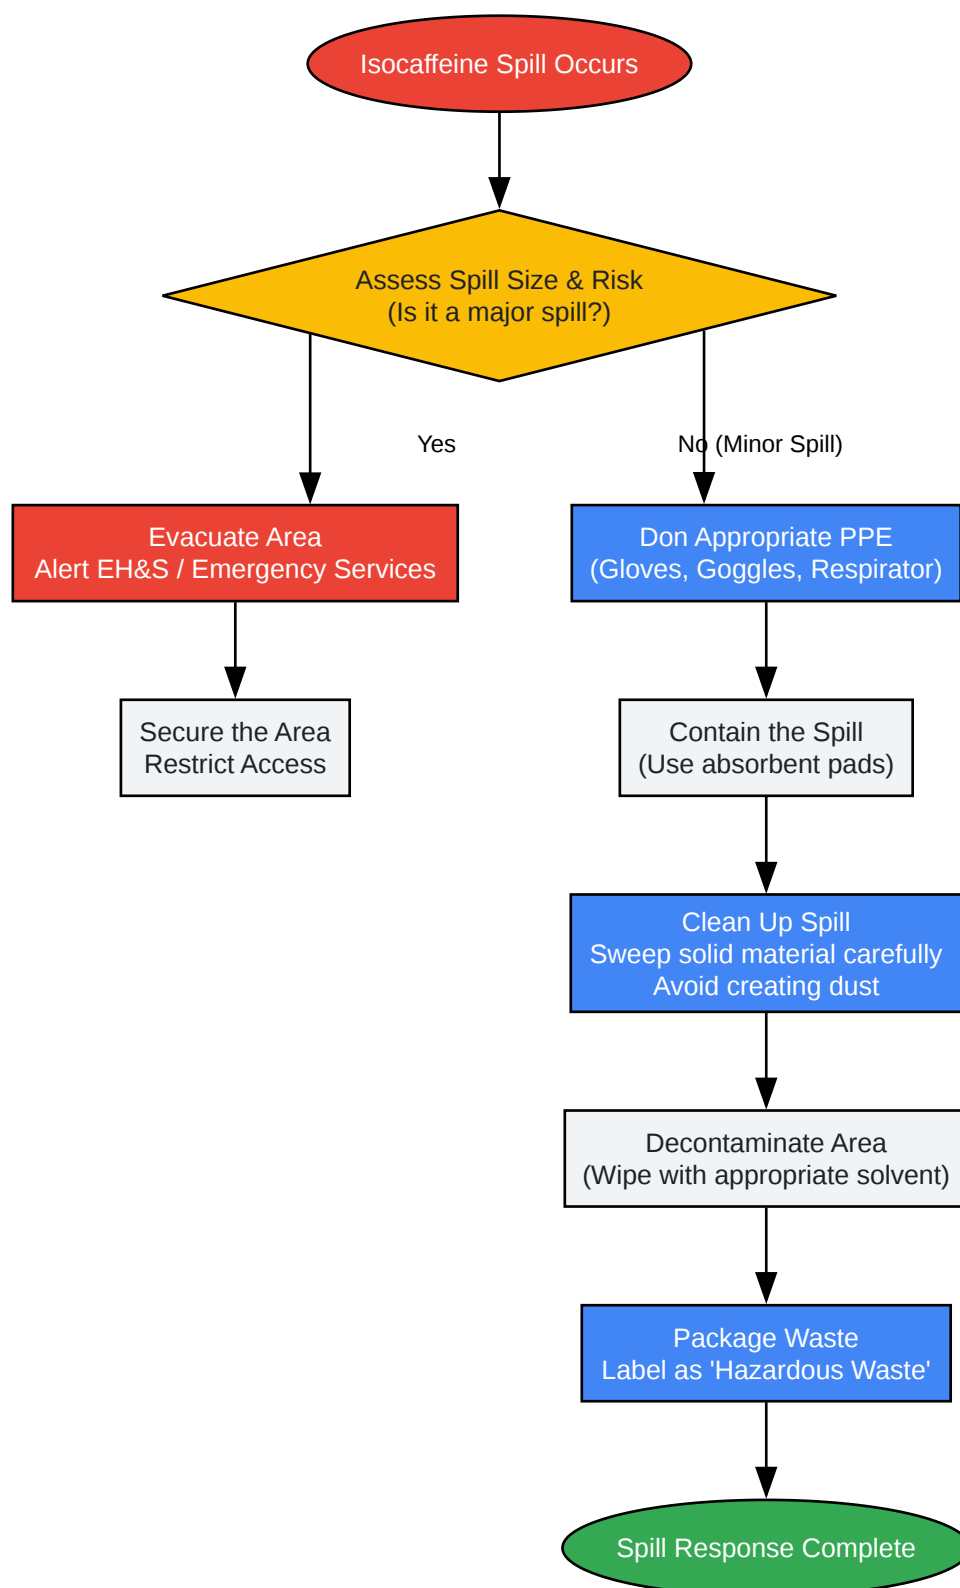 Isocaffeine Spill Occurs
Assess Spill Size & Risk
(Is it a major spill?)
Yes
No (Minor Spill)
Evacuate Area
Alert EH&S / Emergency Services
Don Appropriate PPE
(Gloves, Goggles, Respirator)
Secure the Area
Restrict Access
Contain the Spill
(Use absorbent pads)
Clean Up Spill
Sweep solid material carefully
Avoid creating dust
Decontaminate Area
(Wipe with appropriate solvent)
Package Waste
Label as 'Hazardous Waste'
Spill Response Complete